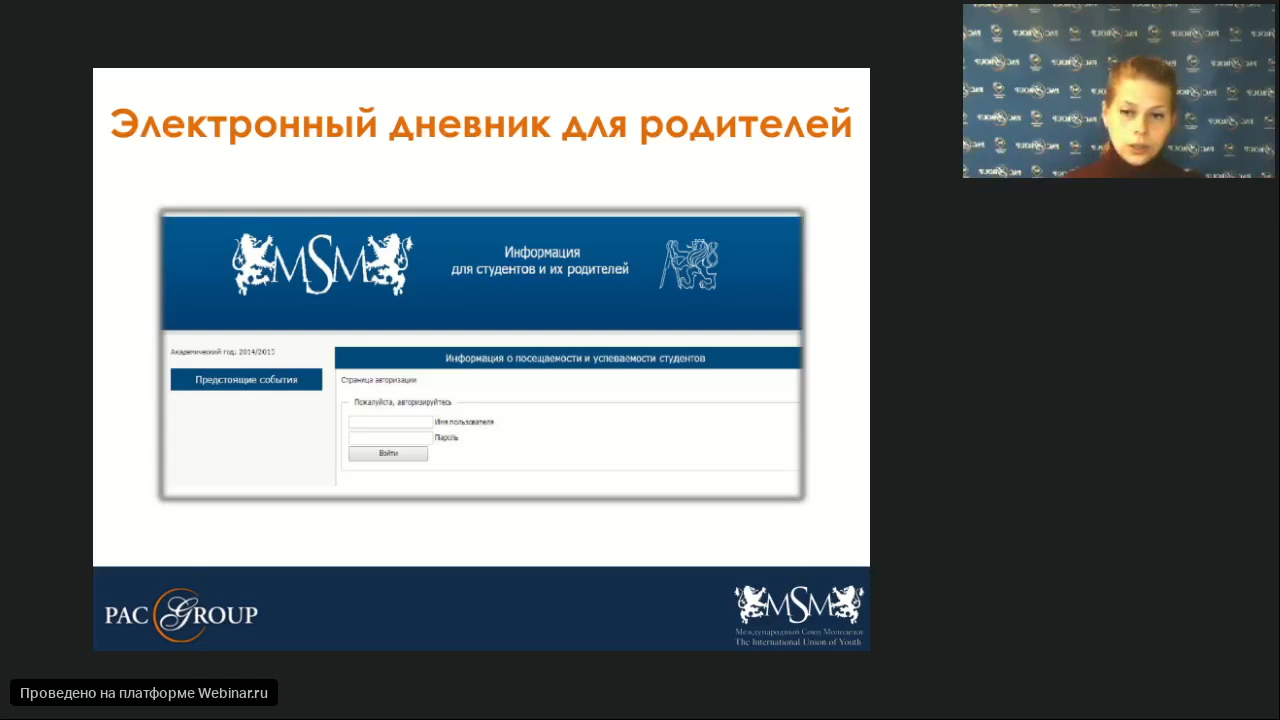 Электронный дневник для родителей
MSM
Информация
для студентов и их родителей
Академический год: 2014/2015
Предстоящие события
Информация о посещаемости и успеваемости студентов
Страница авторизации
Пожалуйста, авторизируйтесь
Имя пользователя
Пароль
Войти
PAC GROUP
MSM
Международный Союз Молодежи
The International Union of Youth
Проведено на платформе Webinar.ru